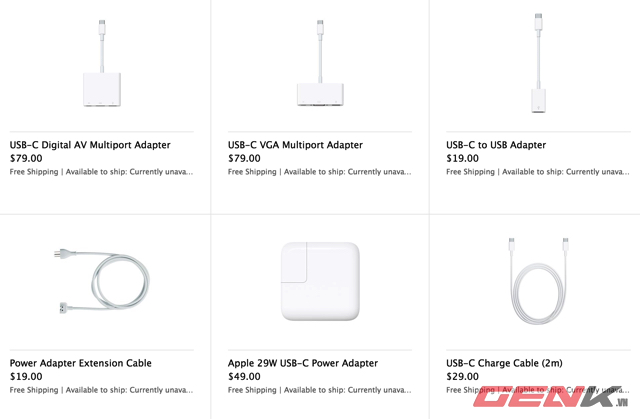 USB-C Digital AV Multiport Adapter
$79.00
Free Shipping | Available to ship: Currently unava...
USB-C VGA Multiport Adapter
$79.00
Free Shipping | Available to ship: Currently unava...
USB-C to USB Adapter
$19.00
Free Shipping | Available to ship: Currently unava...
Power Adapter Extension Cable
$19.00
Free Shipping | Available to ship: Currently unava...
Apple 29W USB-C Power Adapter
$49.00
Free Shipping | Available to ship: Currently unava...
USB-C Charge Cable (2m)
$29.00
Free Shipping | Available to ship: Currently unava...
GENK.VN